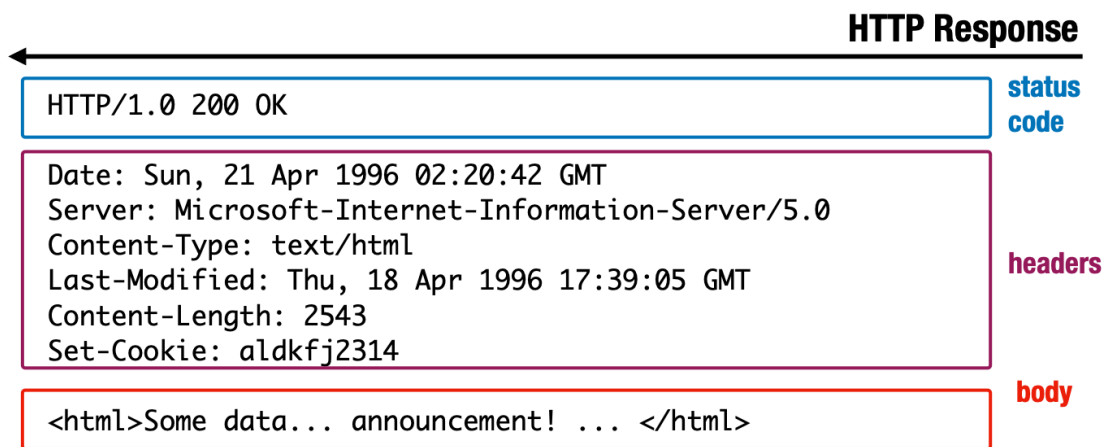 HTTP Response
HTTP/1.0 200 OK
status
code
Date: Sun, 21 Apr 1996 02:20:42 GMT
Server: Microsoft-Internet-Information-Server/5.0
Content-Type: text/html
Last-Modified: Thu, 18 Apr 1996 17:39:05 GMT
Content-Length: 2543
Set-Cookie: aldkfj2314
headers
body
<html>Some data... announcement! ... </html>